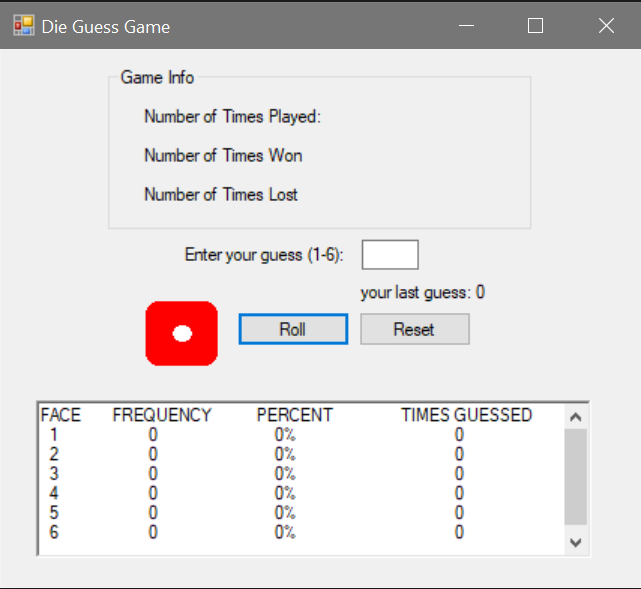 Die Guess Game
Game Info
Number of Times Played:
Number of Times Won
Number of Times Lost
Enter your guess (1-6):
your last guess: 0
Roll Reset
FACE FREQUENCY PERCENT TIMES GUESSED
1 0 0% 0
2 0 0% 0
3 0 0% 0
4 0 0% 0
5 0 0% 0
6 0 0% 0